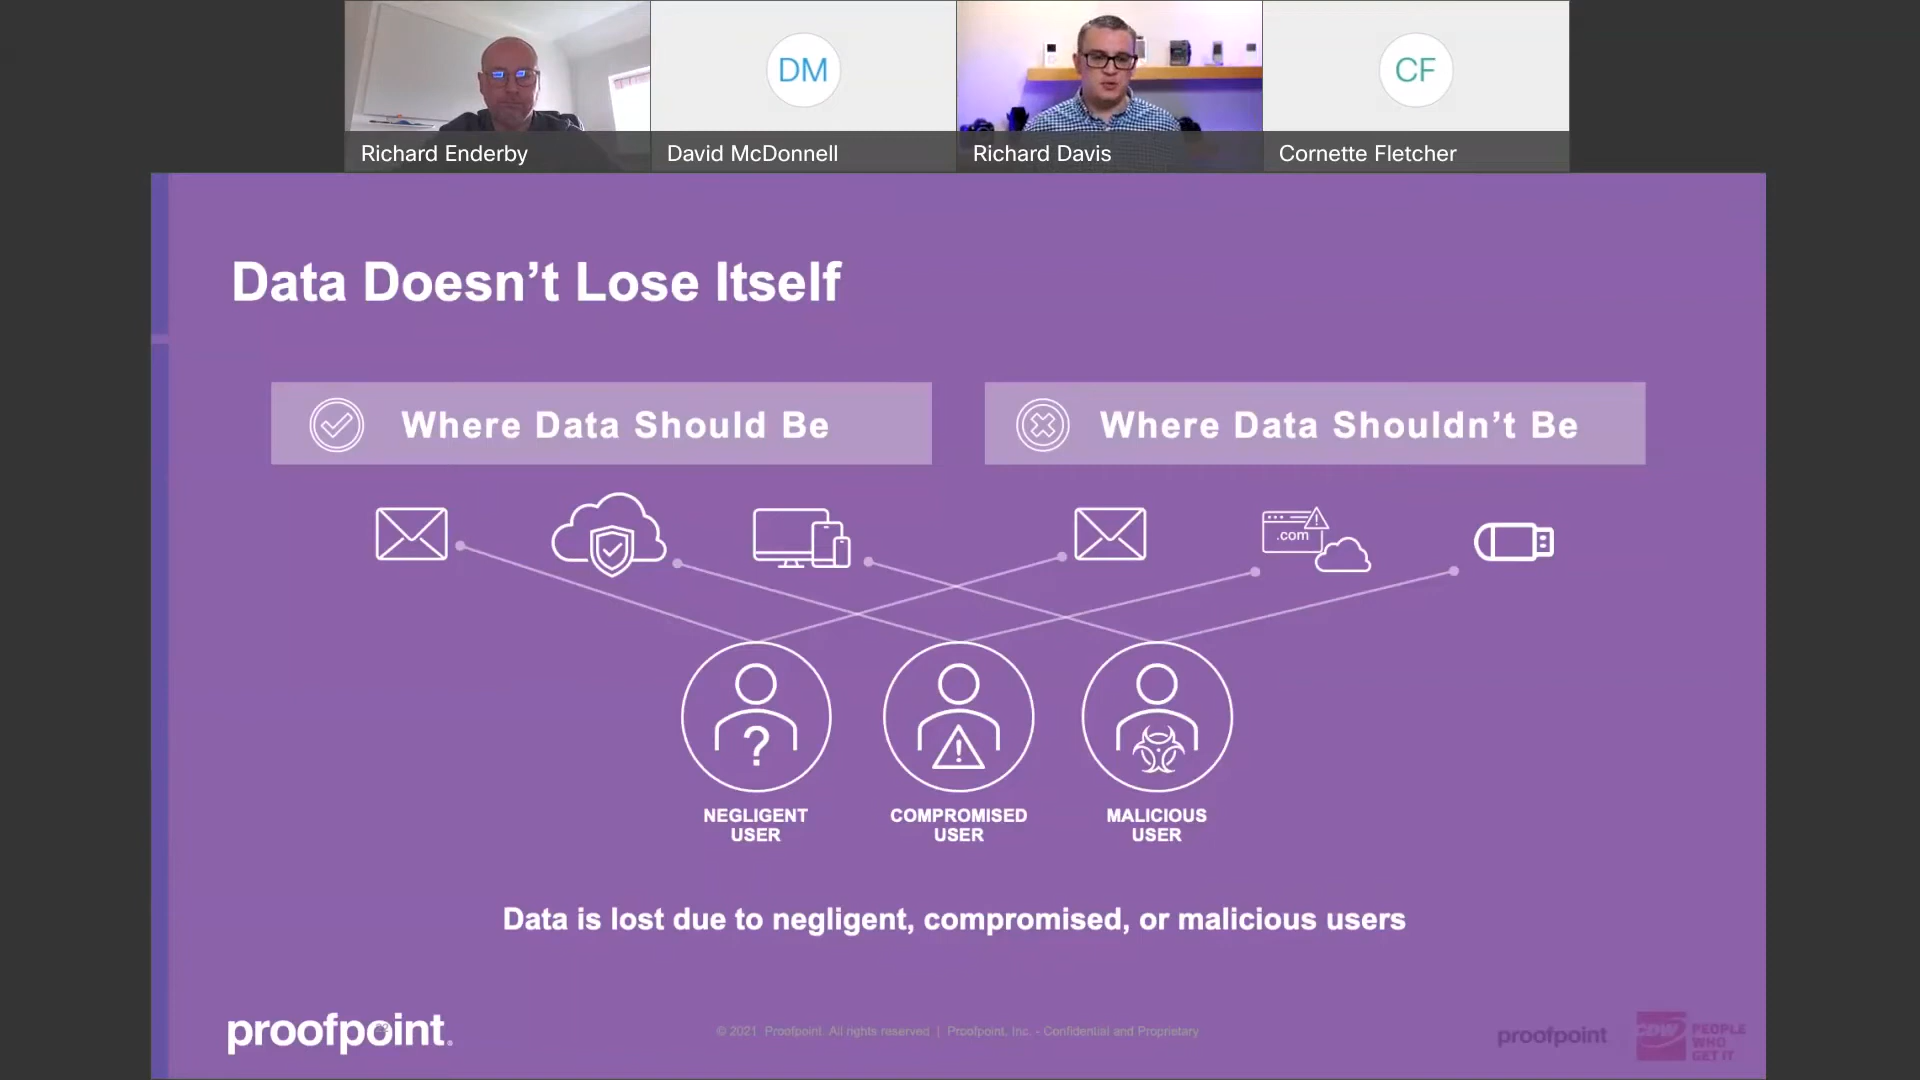 DM
CF
Richard Enderby
David McDonnell
Richard Davis
Cornette Fletcher
Data Doesn’t Lose Itself
Where Data Should Be
Where Data Shouldn’t Be
.com
NEGLIGENT
USER
COMPROMISED
USER
MALICIOUS
USER
Data is lost due to negligent, compromised, or malicious users
proofpoint.
© 2021 Proofpoint. All rights reserved | Proofpoint, Inc. - Confidential and Proprietary
proofpoint
CDW
PEOPLE
WHO
GET IT